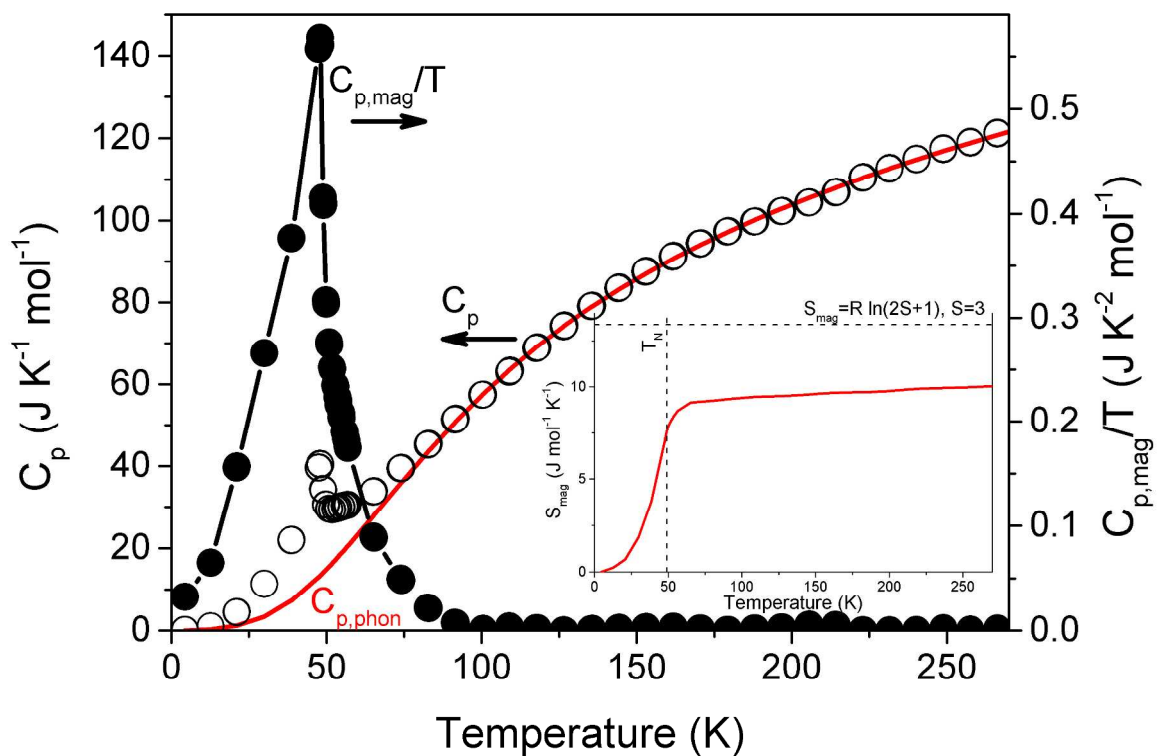 140
120
100
80
60
40
20
0
C_p (J K⁻¹ mol⁻¹)
0.5
0.4
0.3
0.2
0.1
0.0
C_p,mag/T (J K⁻² mol⁻¹)
0
50
100
150
200
250
Temperature (K)
C_p,mag/T
C_p
C_p,phon
S_mag=R ln(2S+1), S=3
T_N
10
5
0
S_mag (J mol⁻¹ K⁻¹)
0
50
100
150
200
250
Temperature (K)